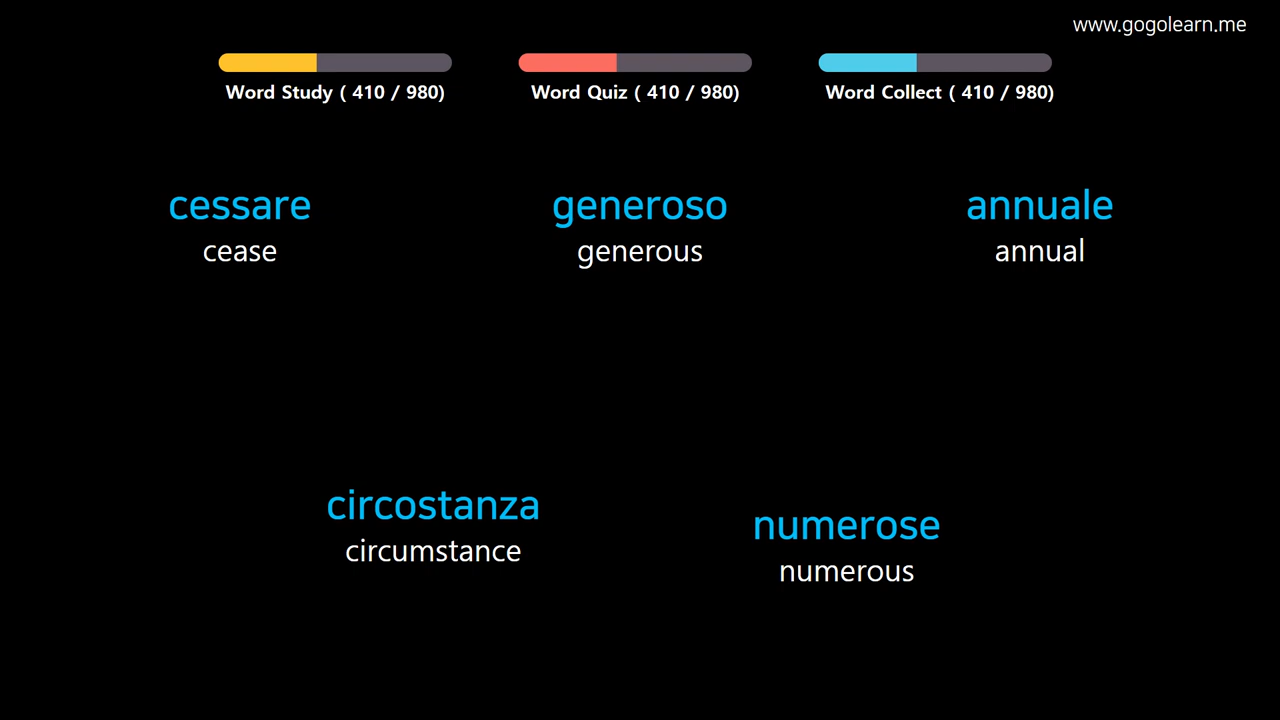 www.gogolearn.me
Word Study ( 410 / 980)
Word Quiz ( 410 / 980)
Word Collect ( 410 / 980)
cessare
cease
generoso
generous
annuale
annual
circostanza
circumstance
numerose
numerous